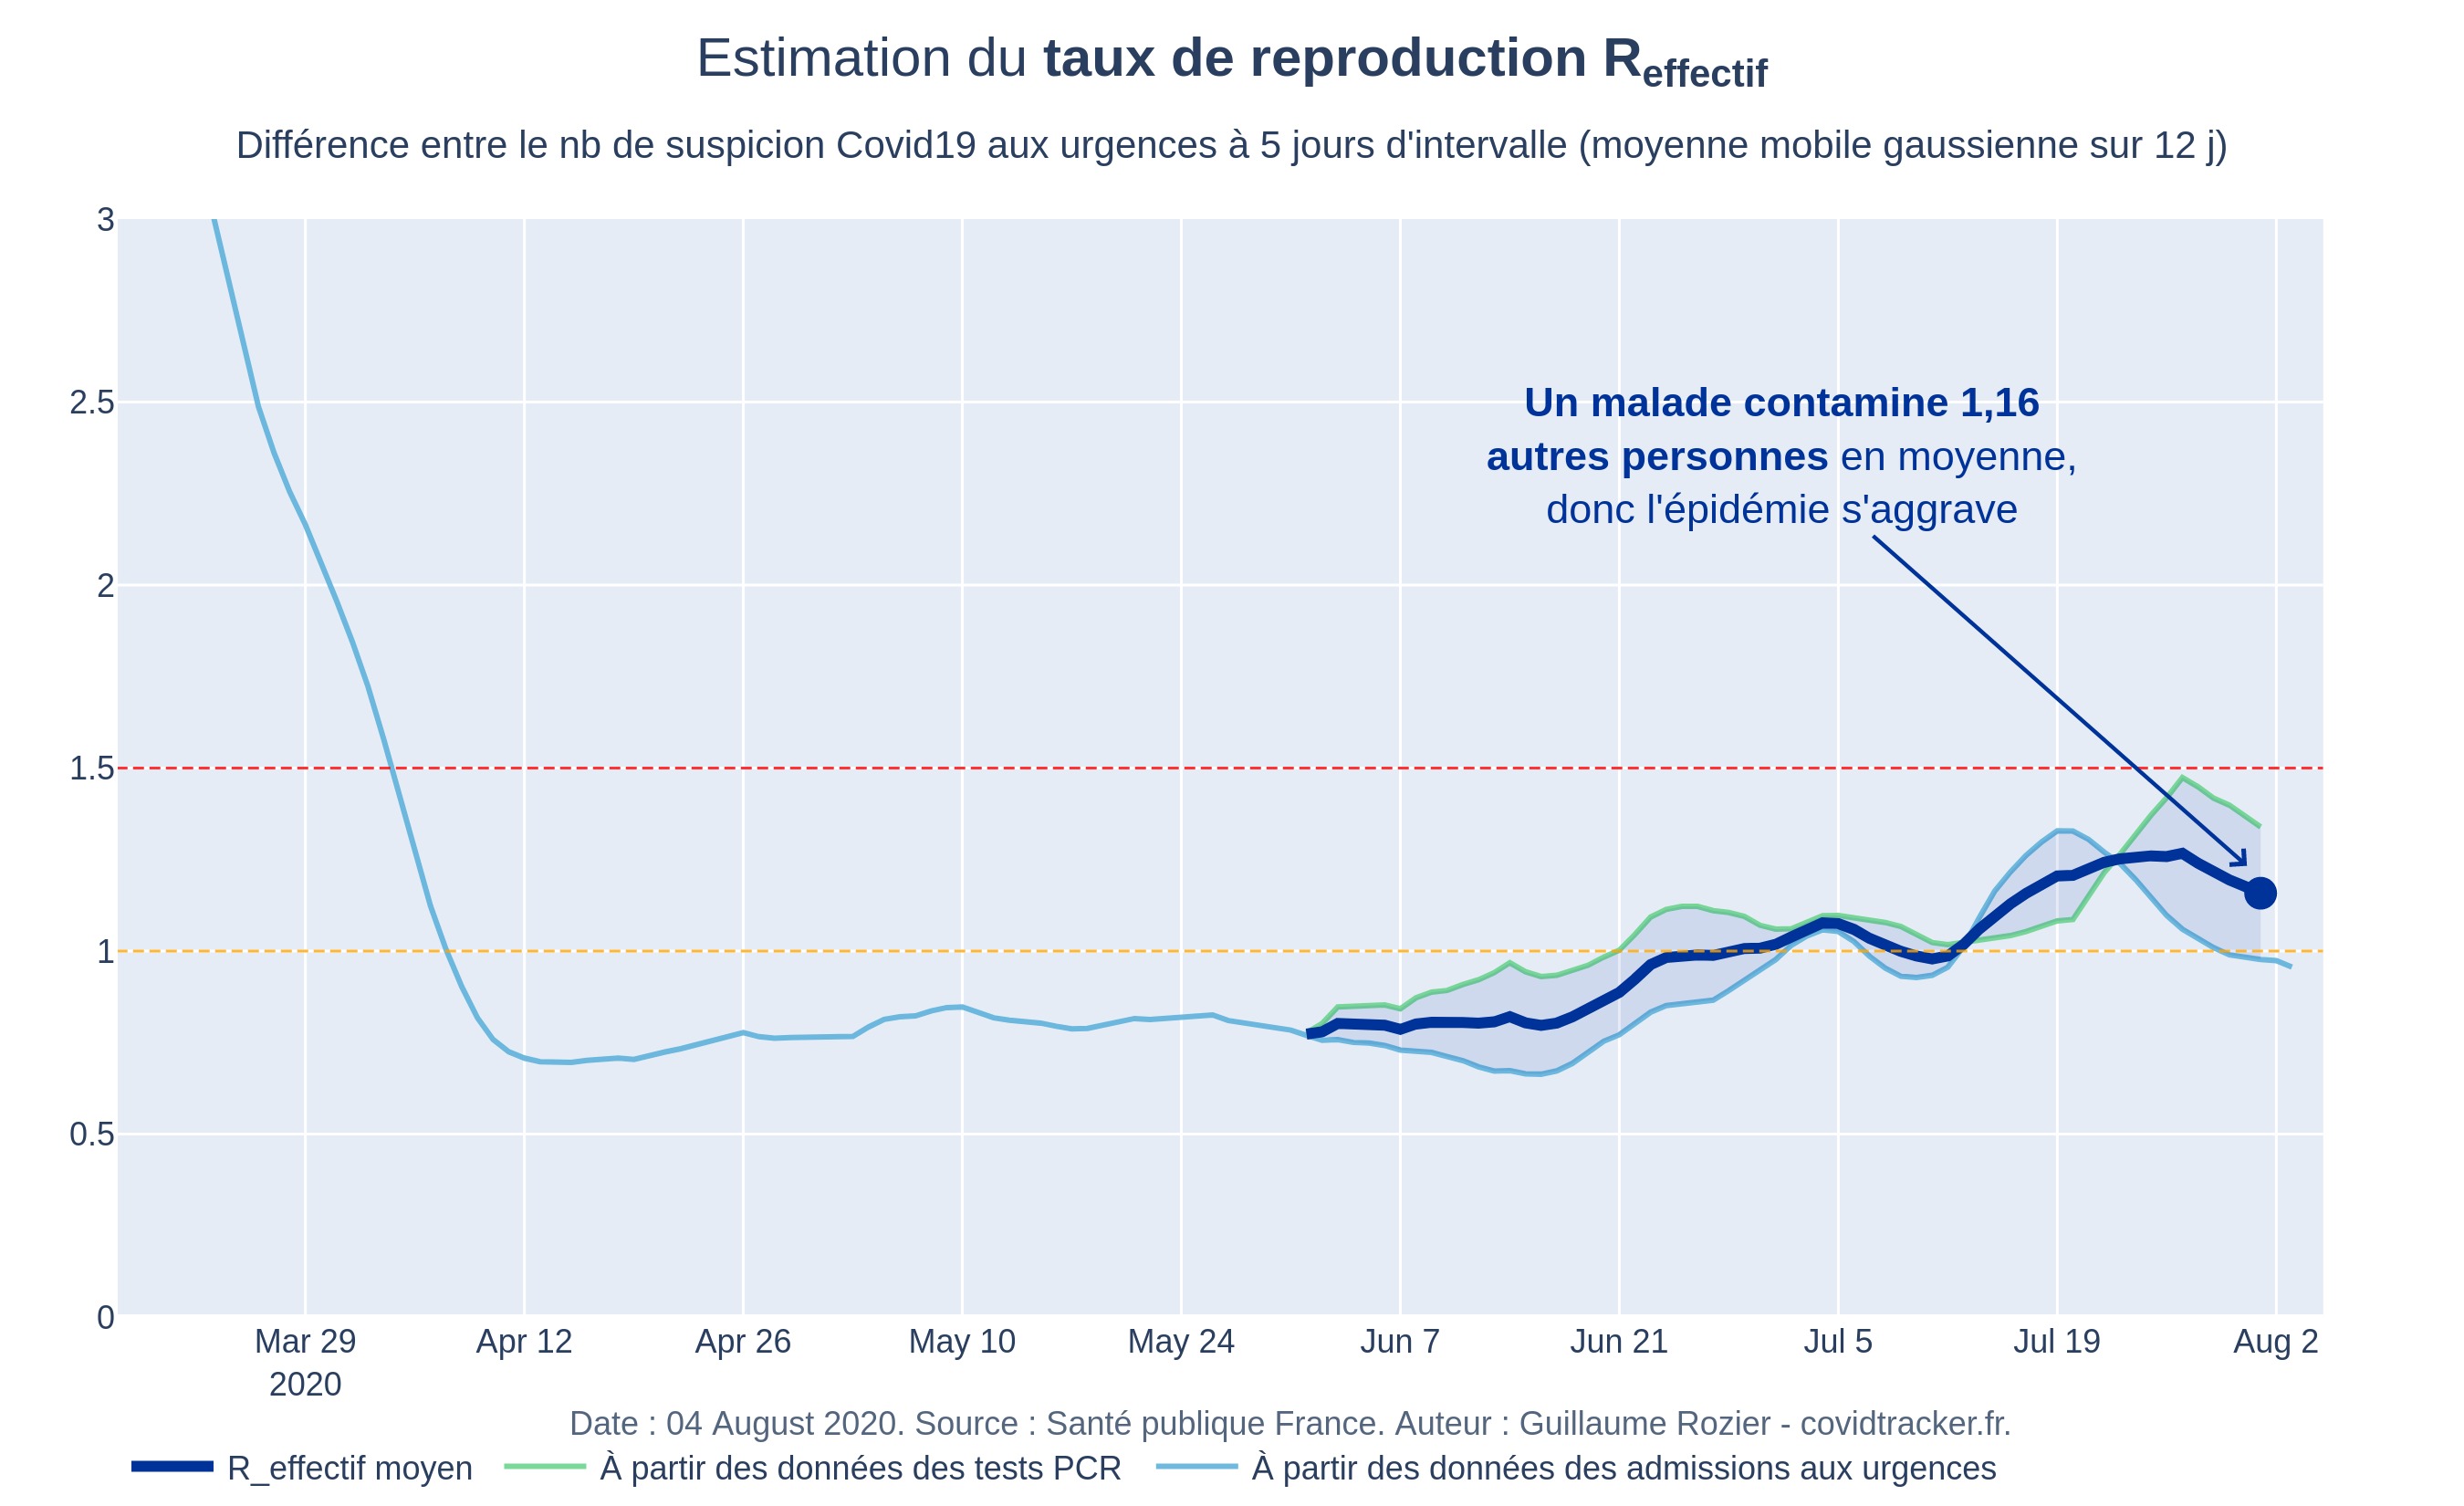 Estimation du taux de reproduction Reffectif
Différence entre le nb de suspicion Covid19 aux urgences à 5 jours d'intervalle (moyenne mobile gaussienne sur 12 j)
3
2.5
2
1.5
1
0.5
0
Un malade contamine 1,16
autres personnes en moyenne,
donc l'épidémie s'aggrave
Mar 29 Apr 12 Apr 26 May 10 May 24 Jun 7 Jun 21 Jul 5 Jul 19 Aug 2
2020
Date : 04 August 2020. Source : Santé publique France. Auteur : Guillaume Rozier - covidtracker.fr.
R_effectif moyen À partir des données des tests PCR À partir des données des admissions aux urgences